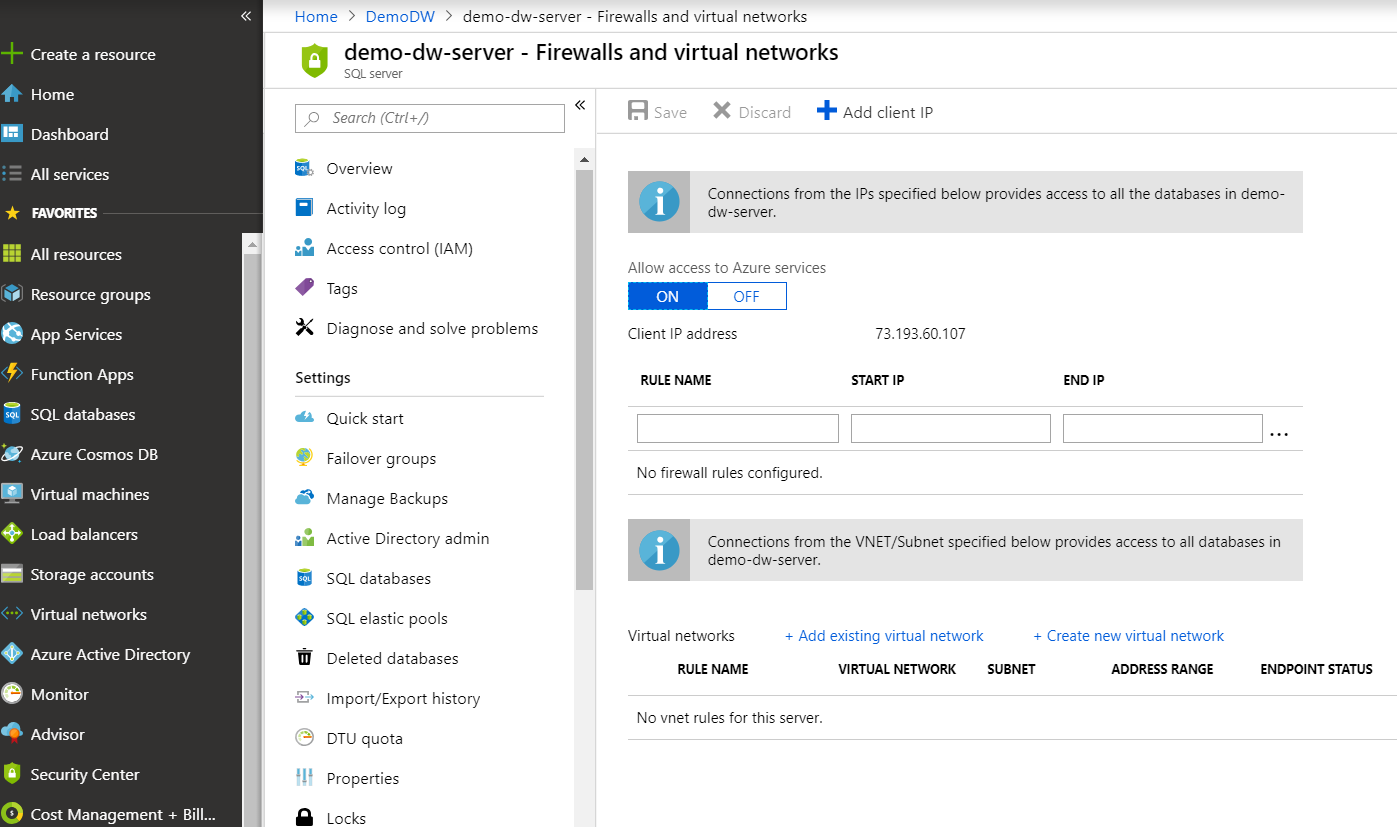 «
Create a resource
Home
Dashboard
All services
FAVORITES
All resources
Resource groups
App Services
Function Apps
SQL databases
Azure Cosmos DB
Virtual machines
Load balancers
Storage accounts
Virtual networks
Azure Active Directory
Monitor
Advisor
Security Center
Cost Management + Bill...
Home > DemoDW > demo-dw-server - Firewalls and virtual networks
demo-dw-server - Firewalls and virtual networks
SQL server
Search (Ctrl+/)
«
Overview
Activity log
Access control (IAM)
Tags
Diagnose and solve problems
Settings
Quick start
Failover groups
Manage Backups
Active Directory admin
SQL databases
SQL elastic pools
Deleted databases
Import/Export history
DTU quota
Properties
Locks
Save Discard Add client IP
Connections from the IPs specified below provides access to all the databases in demo-
dw-server.
Allow access to Azure services
ON OFF
Client IP address 73.193.60.107
RULE NAME START IP END IP
...
No firewall rules configured.
Connections from the VNET/Subnet specified below provides access to all databases in
demo-dw-server.
Virtual networks + Add existing virtual network + Create new virtual network
RULE NAME VIRTUAL NETWORK SUBNET ADDRESS RANGE ENDPOINT STATUS
No vnet rules for this server.